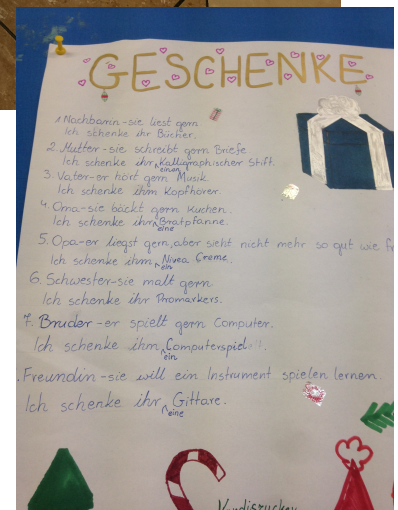 GESCHENKE
1. Nachbarin - sie liest gern
Ich schenke ihr Bücher.
2. Mutter - sie schreibt gern Briefe.
Ich schenke ihr einen Kalligraphischer Stift.
3. Vater - er hört gern Musik
Ich schenke ihm Kopfhörer.
4. Oma - sie bäckt gern Kuchen.
Ich schenke ihr eine Bratpfanne.
5. Opa - er liegst gern, aber sieht nicht mehr so gut wie
Ich schenke ihm ein Nivea Creme.
6. Schwester - sie malt gern
Ich schenke ihr Promarkers.
7. Bruder - er spielt gern Computer.
Ich schenke ihm ein Computerspiel.
. Freundin - sie will ein Instrument spielen lernen.
Ich schenke ihr eine Gittare.